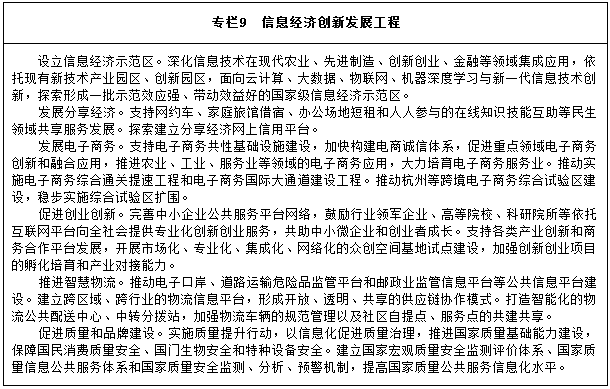 专栏9　信息经济创新发展工程
设立信息经济示范区。深化信息技术在现代农业、先进制造、创新创业、金融等领域集成应用，依
托现有新技术产业园区、创新园区，面向云计算、大数据、物联网、机器深度学习与新一代信息技术创
新，探索形成一批示范效应强、带动效益好的国家级信息经济示范区。
发展分享经济。支持网约车、家庭旅馆借宿、办公场地短租和人人参与的在线知识技能互助等民生
领域共享服务发展。探索建立分享经济网上信用平台。
发展电子商务。支持电子商务共性基础设施建设，加快构建电商诚信体系，促进重点领域电子商务
创新和融合应用，推进农业、工业、服务业等领域的电子商务应用，大力培育电子商务服务业。推动实
施电子商务综合通关提速工程和电子商务国际大通道建设工程。推动杭州等跨境电子商务综合试验区建
设，稳步实施综合试验区扩围。
促进创业创新。完善中小企业公共服务平台网络，鼓励行业领军企业、高等院校、科研院所等依托
互联网平台向全社会提供专业化创新创业服务，共助中小微企业和创业者成长。支持各类产业创新和商
务合作平台发展，开展市场化、专业化、集成化、网络化的众创空间基地试点建设，加强创新创业项目
的孵化培育和产业对接能力。
推进智慧物流。推动电子口岸、道路运输危险品监管平台和邮政业监管信息平台等公共信息平台建
设。建立跨区域、跨行业的物流信息平台，形成开放、透明、共享的供应链协作模式。打造智能化的物
流公共配送中心、中转分拨站，加强物流车辆的规范管理以及社区自提点、服务点的共建共享。
促进质量和品牌建设。实施质量提升行动，以信息化促进质量治理，推进国家质量基础能力建设，
保障国民消费质量安全、国门生物安全和特种设备安全。建立国家宏观质量安全监测评价体系、国家质
量信息公共服务体系和国家质量安全监测、分析、预警机制，提高国家质量公共服务信息化水平。